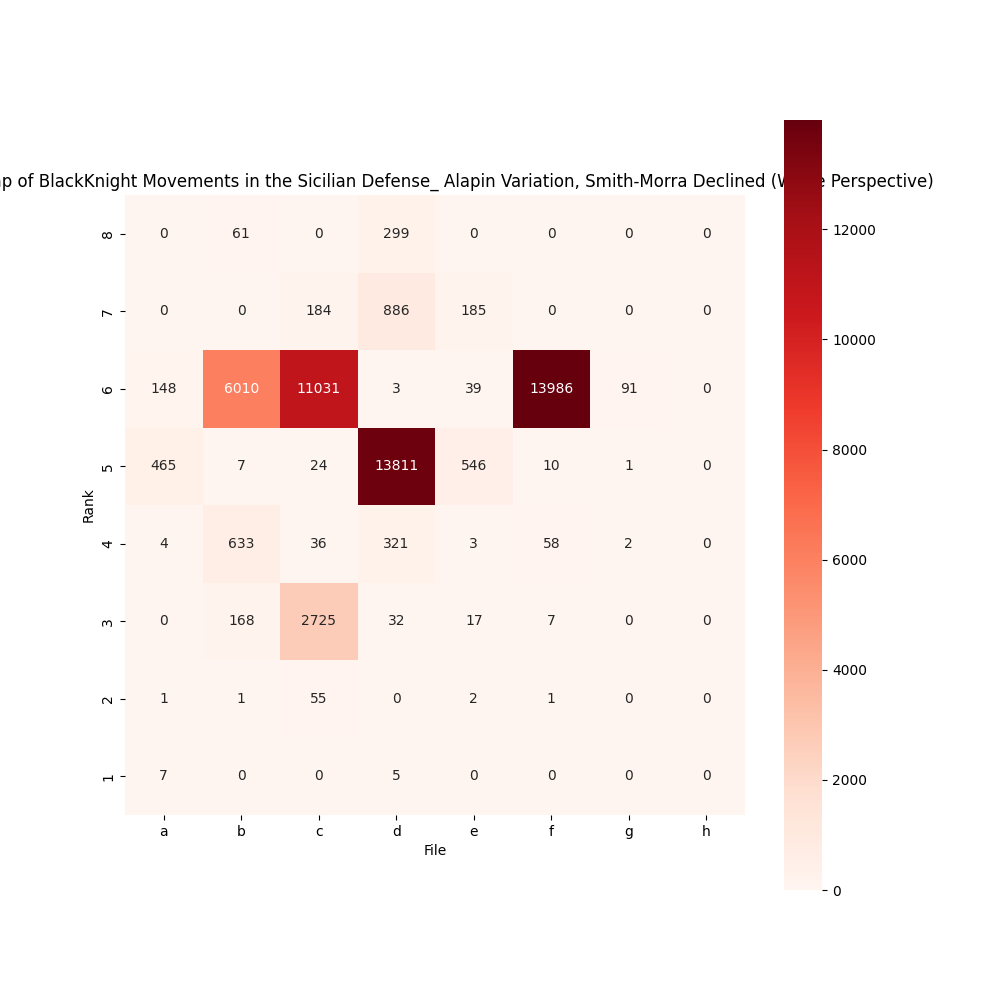 of BlackKnight Movements in the Sicilian Defense_ Alapin Variation, Smith-Morra Declined ( Perspective)
12000
10000
8000
6000
4000
2000
0
Rank
8 0 61 0 299 0 0 0 0
7 0 0 184 886 185 0 0 0
6 148 6010 11031 3 39 13986 91 0
5 465 7 24 13811 546 10 1 0
4 4 633 36 321 3 58 2 0
3 0 168 2725 32 17 7 0 0
2 1 1 55 0 2 1 0 0
1 7 0 0 5 0 0 0 0
a b c d e f g h
File